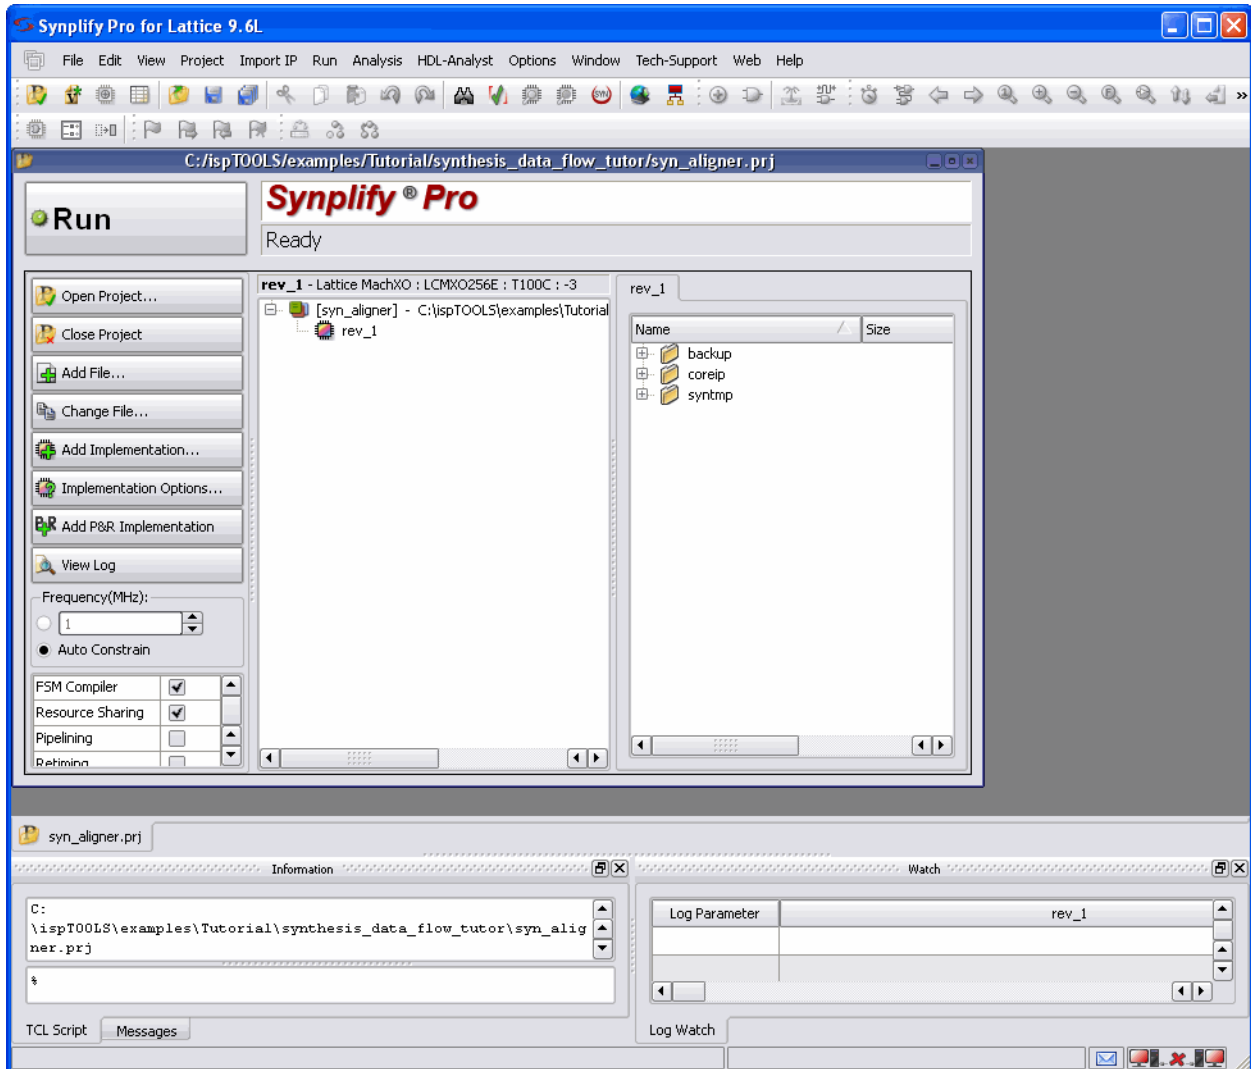 Synplify Pro for Lattice 9.6L
File Edit View Project Import IP Run Analysis HDL-Analyst Options Window Tech-Support Web Help
C:/ispTOOLS/examples/Tutorial/synthesis_data_flow_tutor/syn_aligner.prj
Run
Synplify ® Pro
Ready
Open Project...
Close Project
Add File...
Change File...
Add Implementation...
Implementation Options...
Add P&R Implementation
View Log
Frequency(MHz):
1
Auto Constrain
FSM Compiler
Resource Sharing
Pipelining
Retiming
rev_1 - Lattice MachXO : LCMXO256E : T100C : -3
[syn_aligner] - C:\ispTOOLS\examples\Tutorial
rev_1
rev_1
Name Size
backup
coreip
syntmp
syn_aligner.prj
Information
C:
\ispTOOLS\examples\Tutorial\synthesis_data_flow_tutor\syn_alig
ner.prj
%
TCL Script Messages
Watch
Log Parameter rev_1
Log Watch